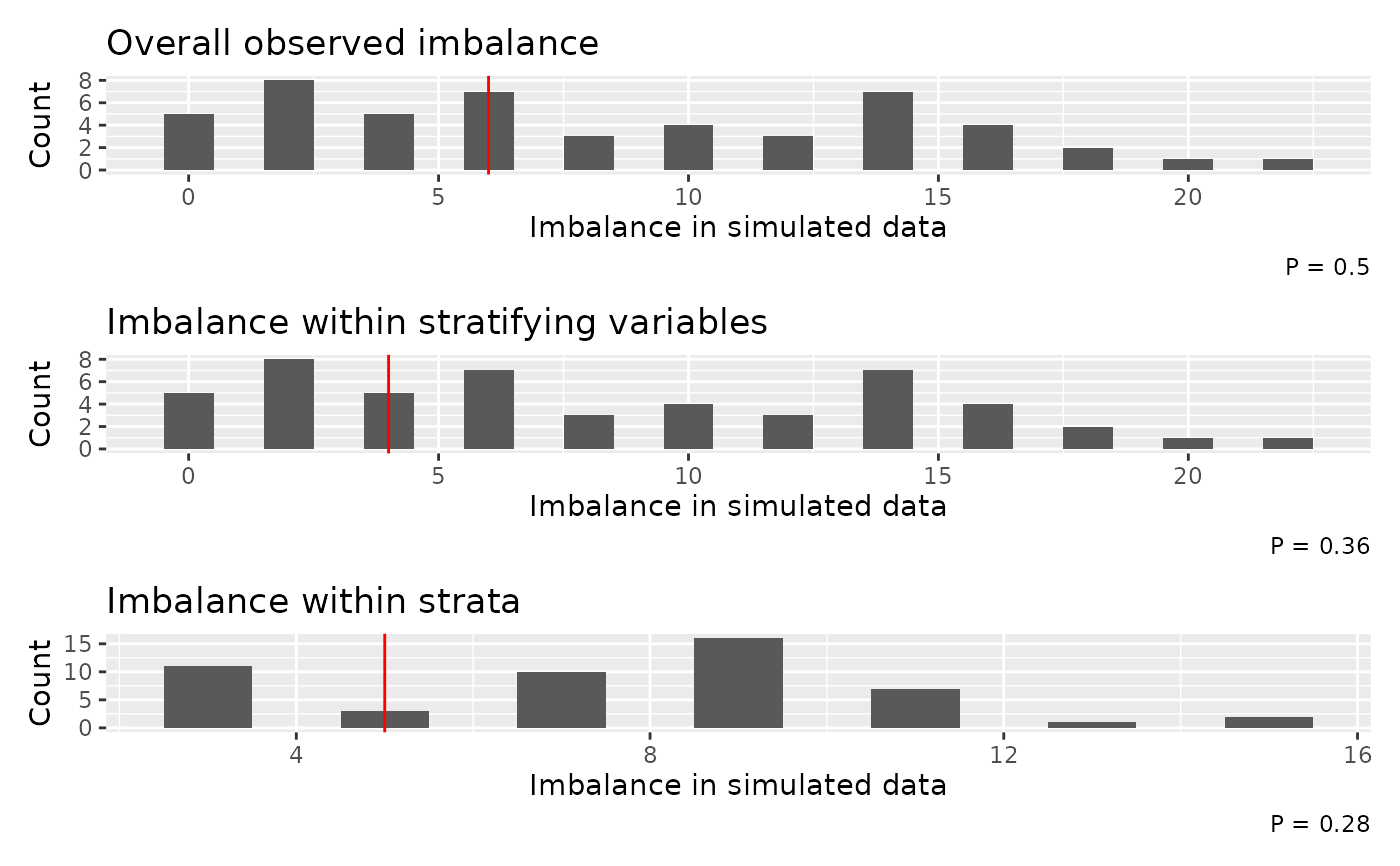 Overall observed imbalance
Count
8
6
4
2
0
0 5 10 15 20
Imbalance in simulated data
P = 0.5
Imbalance within stratifying variables
Count
8
6
4
2
0
0 5 10 15 20
Imbalance in simulated data
P = 0.36
Imbalance within strata
Count
15
10
5
0
4 8 12 16
Imbalance in simulated data
P = 0.28